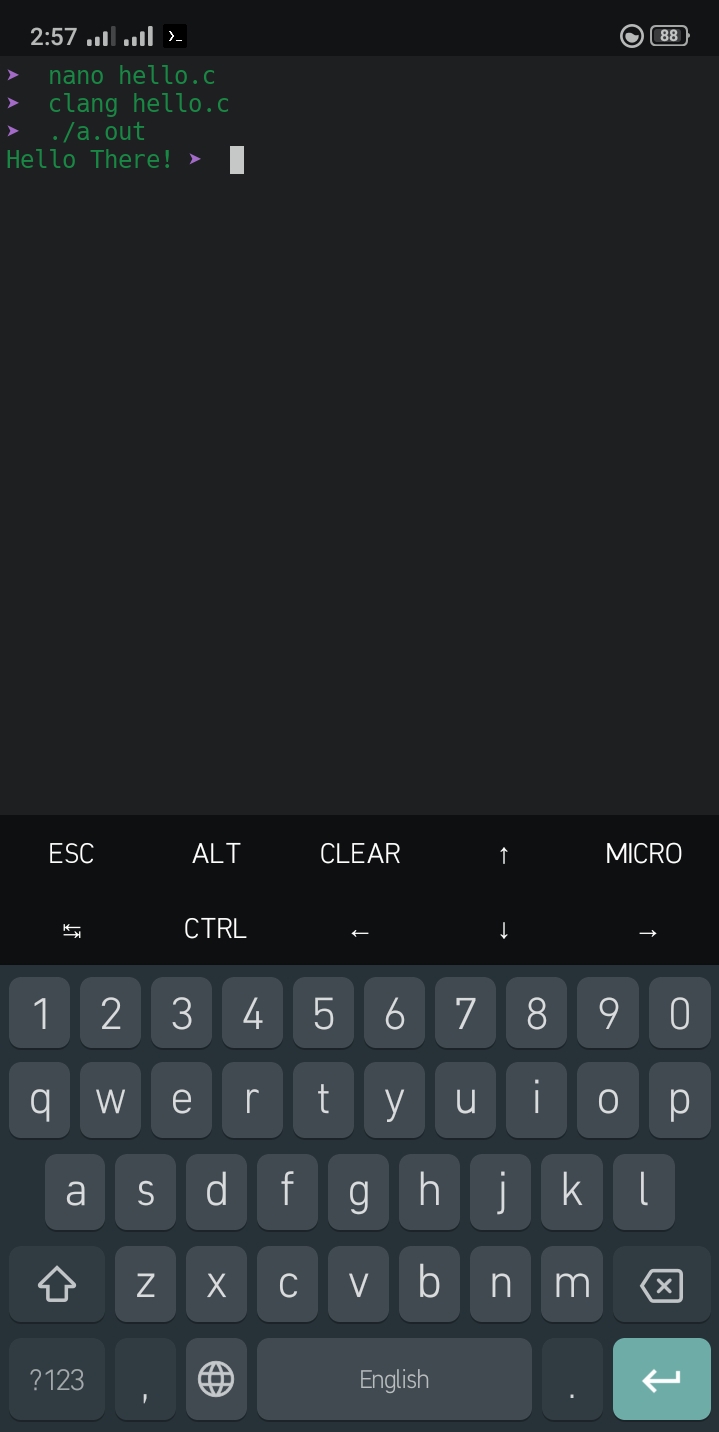 2:57 88
➤ nano hello.c
➤ clang hello.c
➤ ./a.out
Hello There! ➤
ESC ALT CLEAR ↑ MICRO
↹ CTRL ← ↓ →
1 2 3 4 5 6 7 8 9 0
q w e r t y u i o p
a s d f g h j k l
z x c v b n m
?123 , English .